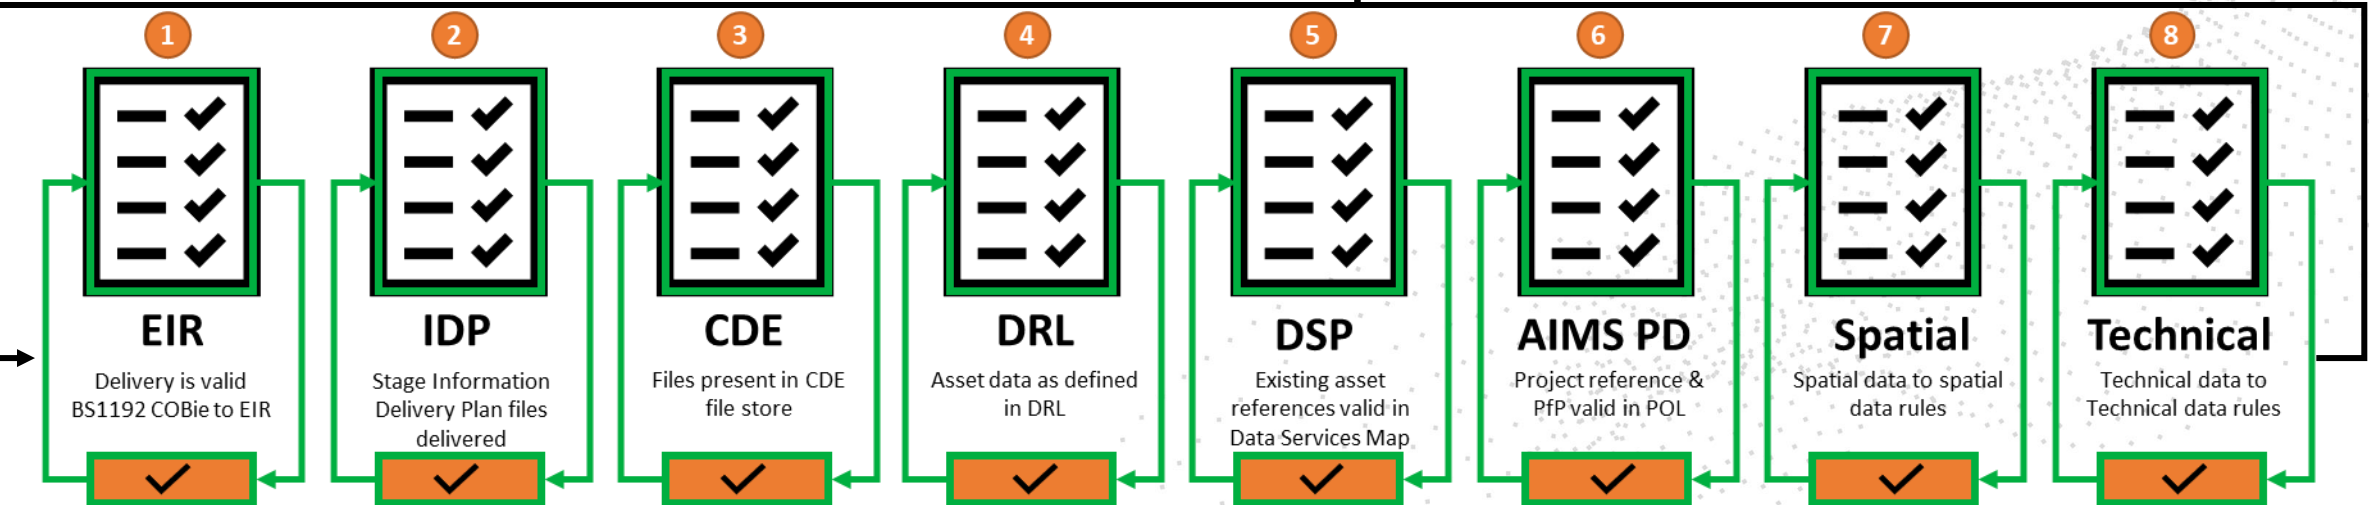 1
EIR
Delivery is valid
BS1192 COBie to EIR
2
IDP
Stage Information
Delivery Plan files
delivered
3
CDE
Files present in CDE
file store
4
DRL
Asset data as defined
in DRL
5
DSP
Existing asset
references valid in
Data Services Map
6
AIMS PD
Project reference &
PfP valid in POL
7
Spatial
Spatial data to spatial
data rules
8
Technical
Technical data to
Technical data rules